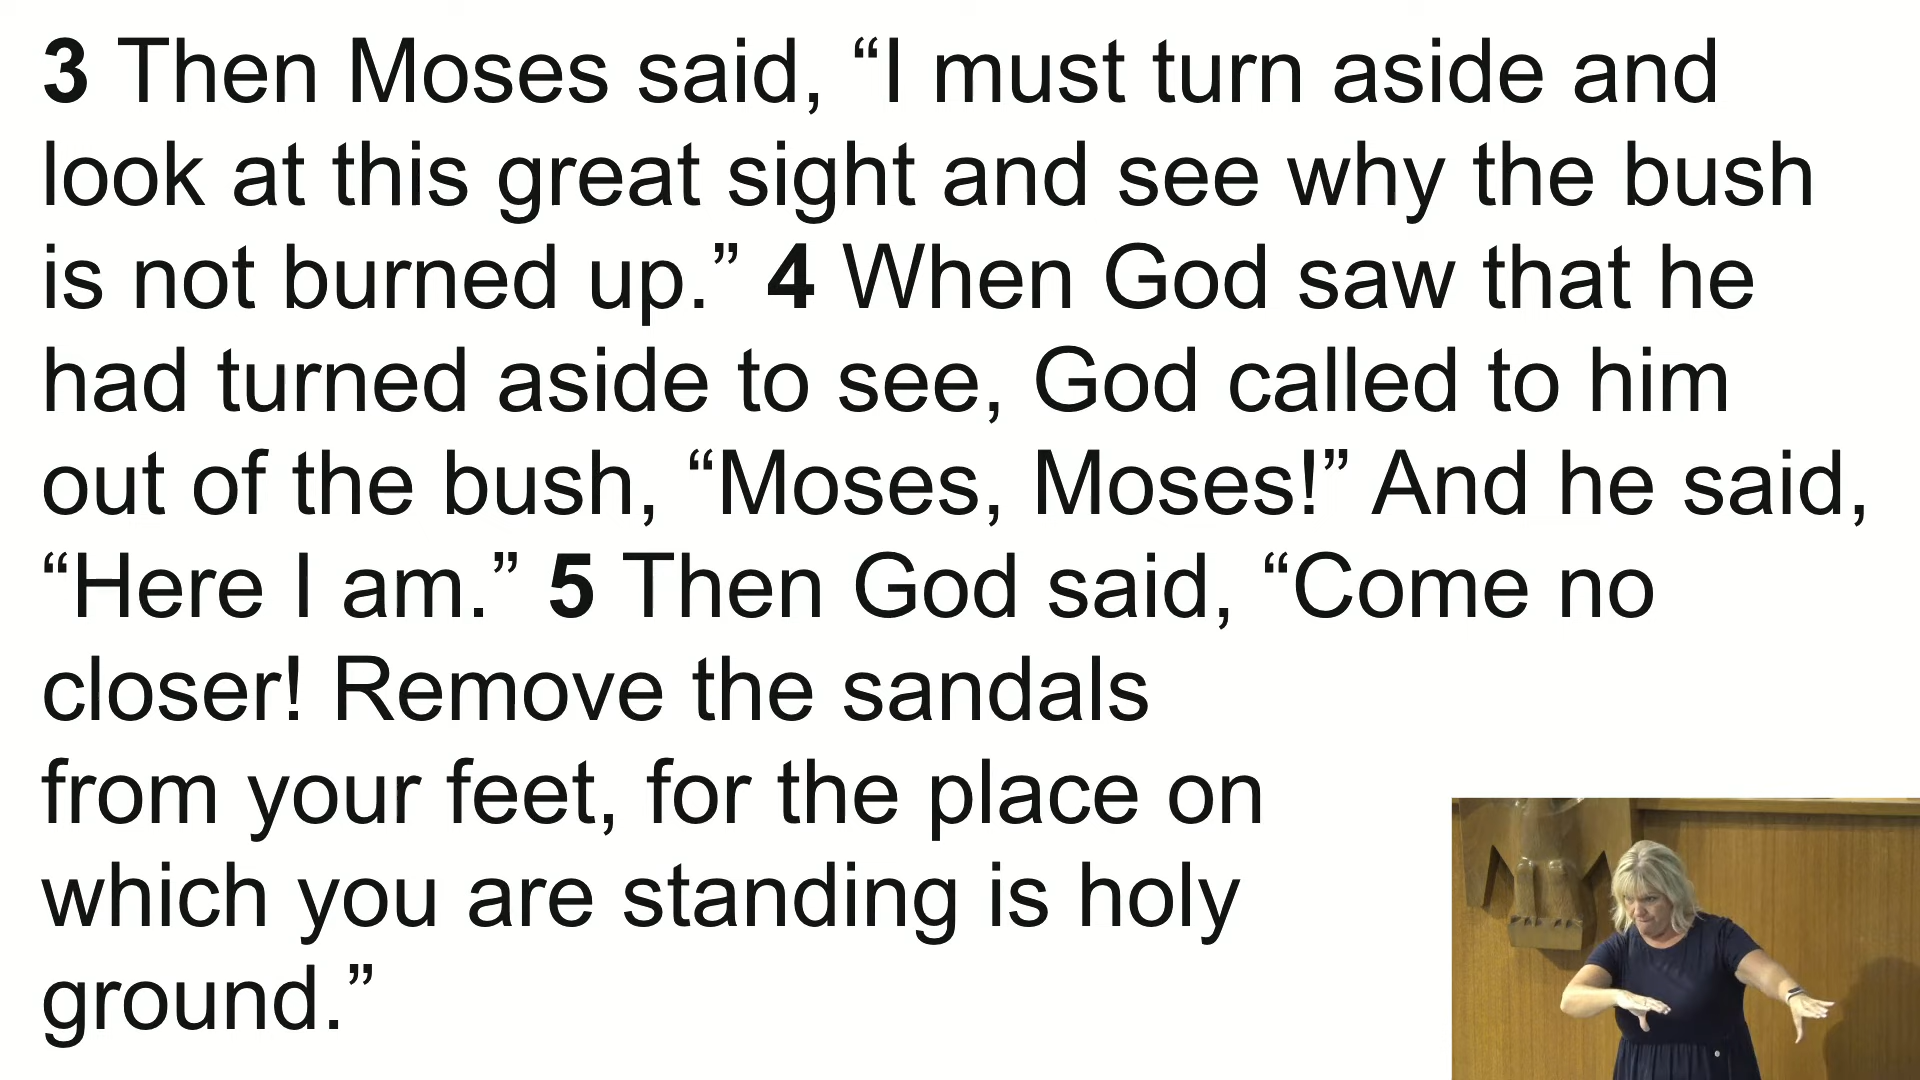 3 Then Moses said, “I must turn aside and
look at this great sight and see why the bush
is not burned up.” 4 When God saw that he
had turned aside to see, God called to him
out of the bush, “Moses, Moses!” And he said,
“Here I am.” 5 Then God said, “Come no
closer! Remove the sandals
from your feet, for the place on
which you are standing is holy
ground.”